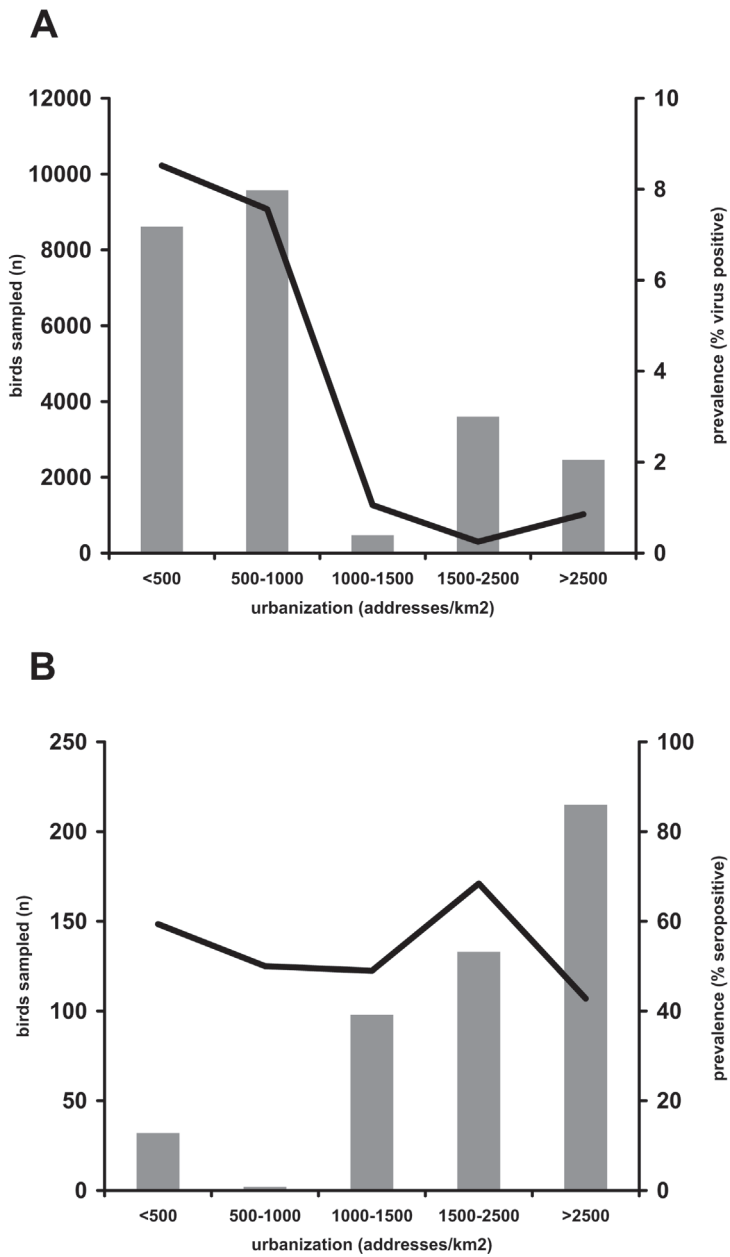 A
12000
10000
8000
6000
4000
2000
0
birds sampled (n)
10
8
6
4
2
0
prevalence (% virus positive)
<500 500-1000 1000-1500 1500-2500 >2500
urbanization (addresses/km2)
B
250
200
150
100
50
0
birds sampled (n)
100
80
60
40
20
0
prevalence (% seropositive)
<500 500-1000 1000-1500 1500-2500 >2500
urbanization (addresses/km2)